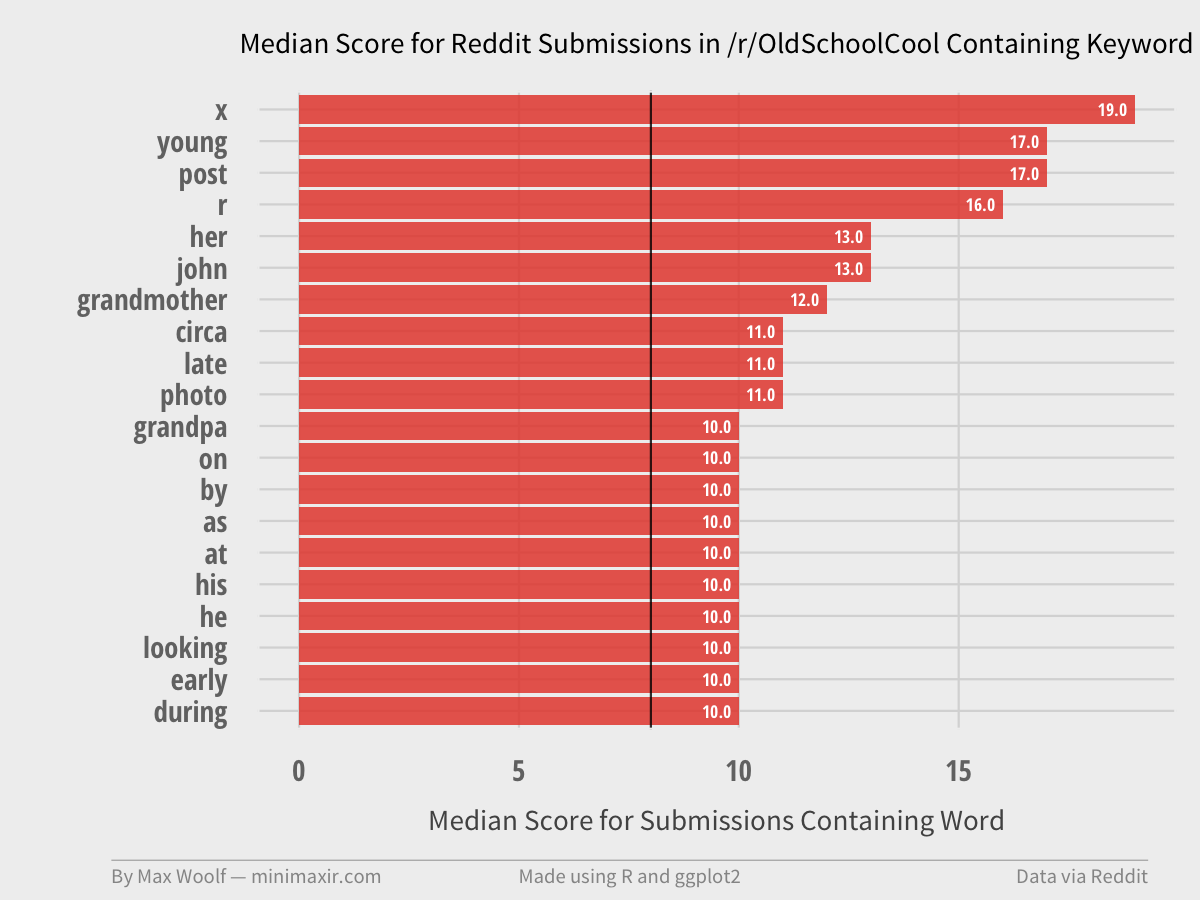 Median Score for Reddit Submissions in /r/OldSchoolCool Containing Keyword
x 19.0
young 17.0
post 17.0
r 16.0
her 13.0
john 13.0
grandmother 12.0
circa 11.0
late 11.0
photo 11.0
grandpa 10.0
on 10.0
by 10.0
as 10.0
at 10.0
his 10.0
he 10.0
looking 10.0
early 10.0
during 10.0
0 5 10 15
Median Score for Submissions Containing Word
By Max Woolf — minimaxir.com Made using R and ggplot2 Data via Reddit